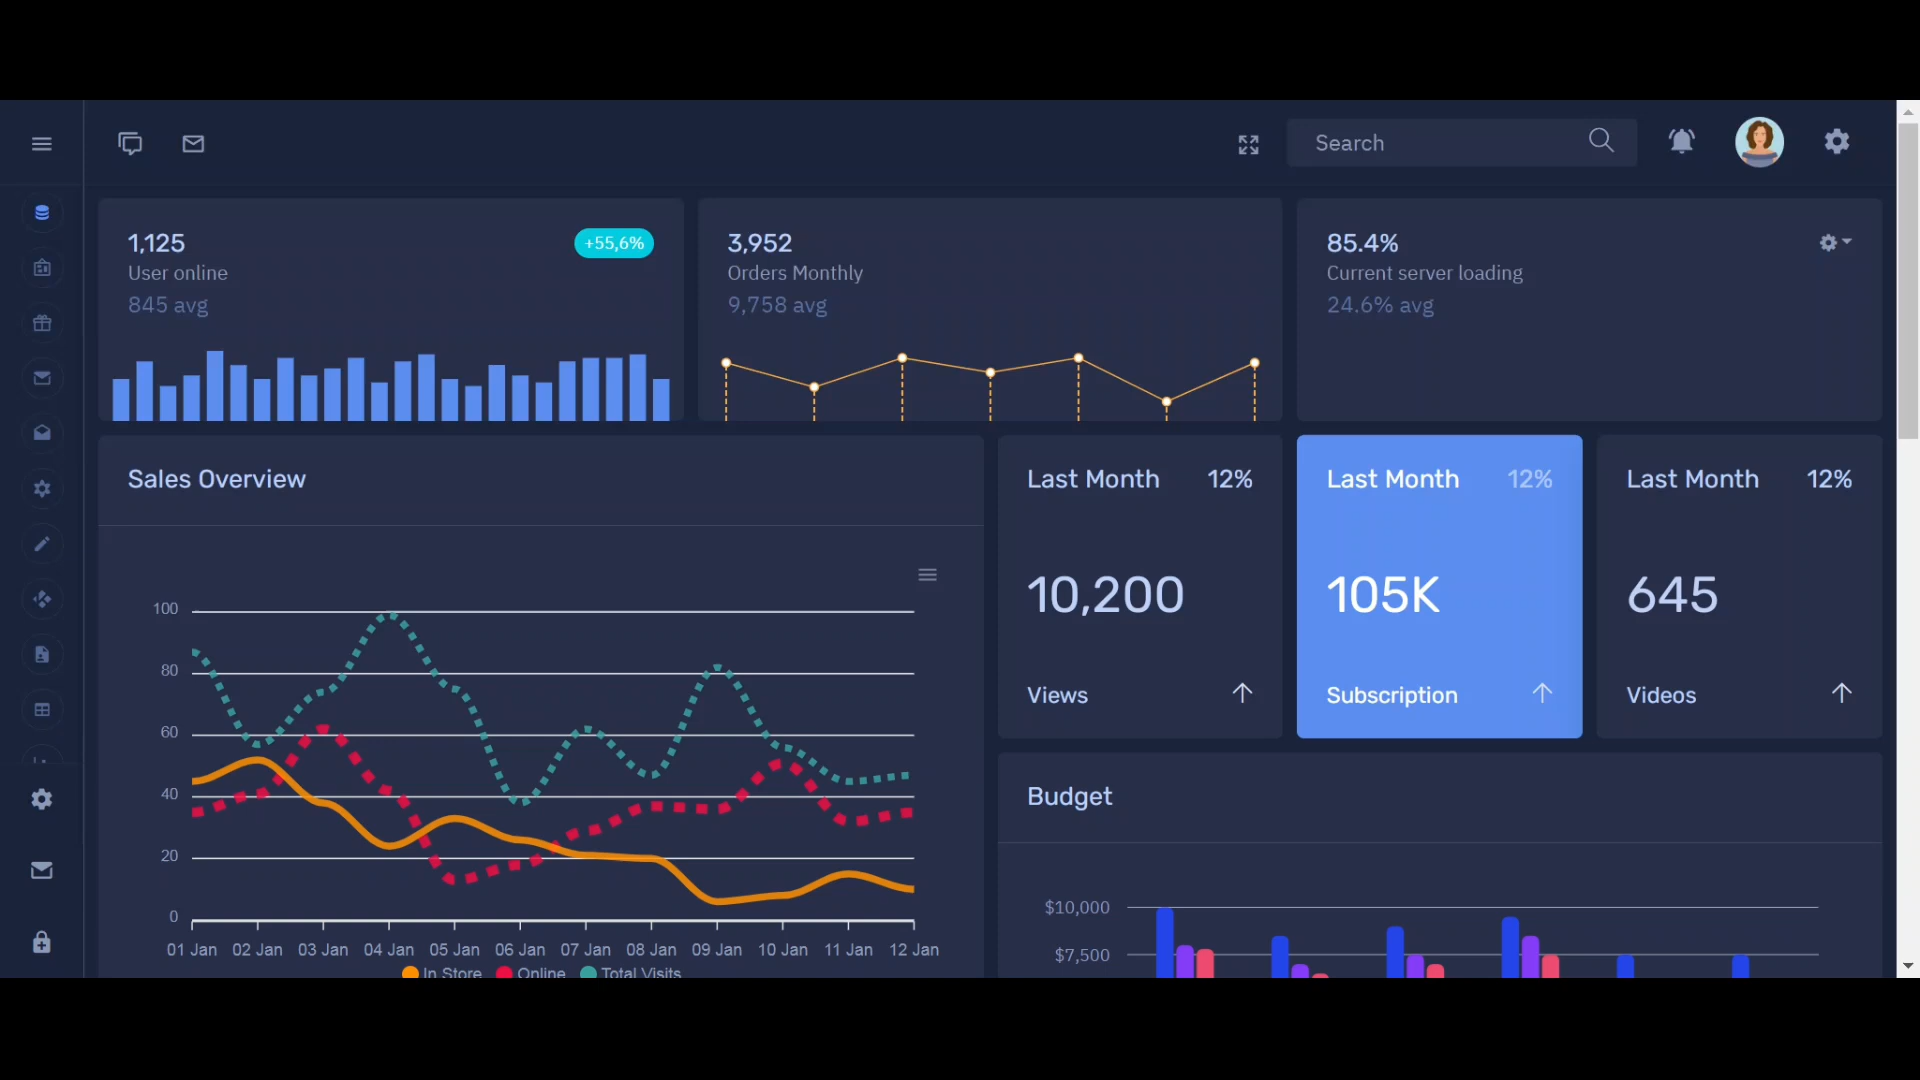 Search
1,125
+55,6%
User online
845 avg
3,952
Orders Monthly
9,758 avg
85.4%
Current server loading
24.6% avg
Sales Overview
100
80
60
40
20
0
01 Jan 02 Jan 03 Jan 04 Jan 05 Jan 06 Jan 07 Jan 08 Jan 09 Jan 10 Jan 11 Jan 12 Jan
In Store Online Total Visits
Last Month 12%
10,200
Views
Last Month 12%
105K
Subscription
Last Month 12%
645
Videos
Budget
$10,000
$7,500